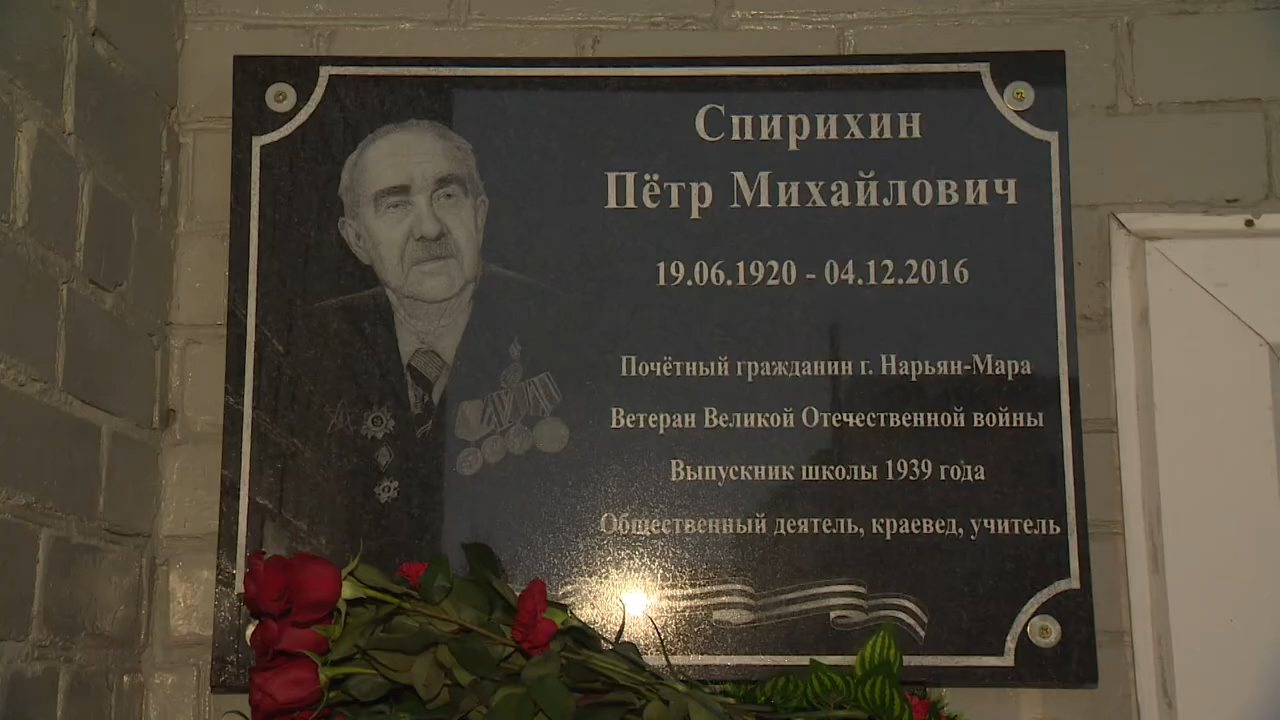 Спирихин
Пётр Михайлович
19.06.1920 - 04.12.2016
Почётный гражданин г. Нарьян-Мара
Ветеран Великой Отечественной войны
Выпускник школы 1939 года
Общественный деятель, краевед, учитель